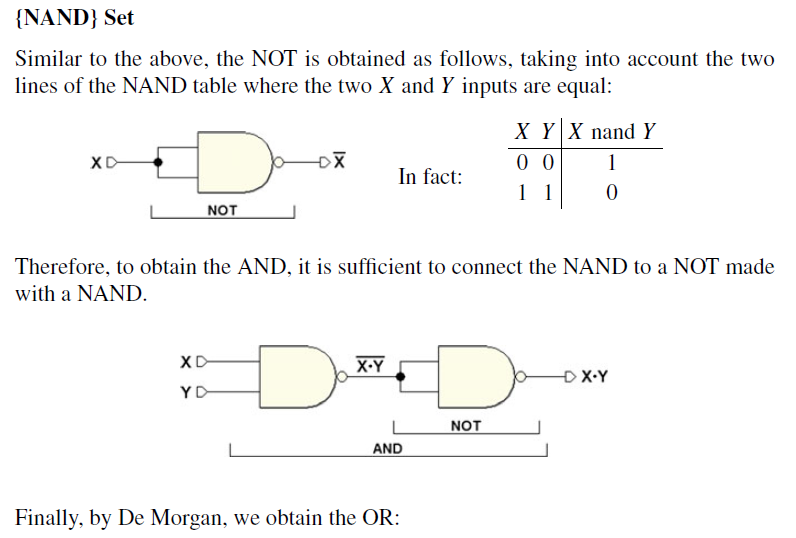 {NAND} Set
Similar to the above, the NOT is obtained as follows, taking into account the two
lines of the NAND table where the two X and Y inputs are equal:
X Y X nand Y
X X̅ 0 0 1
In fact:
1 1 0
NOT
Therefore, to obtain the AND, it is sufficient to connect the NAND to a NOT made
with a NAND.
X X̅·̅Y̅
X·Y
Y
NOT
AND
Finally, by De Morgan, we obtain the OR: